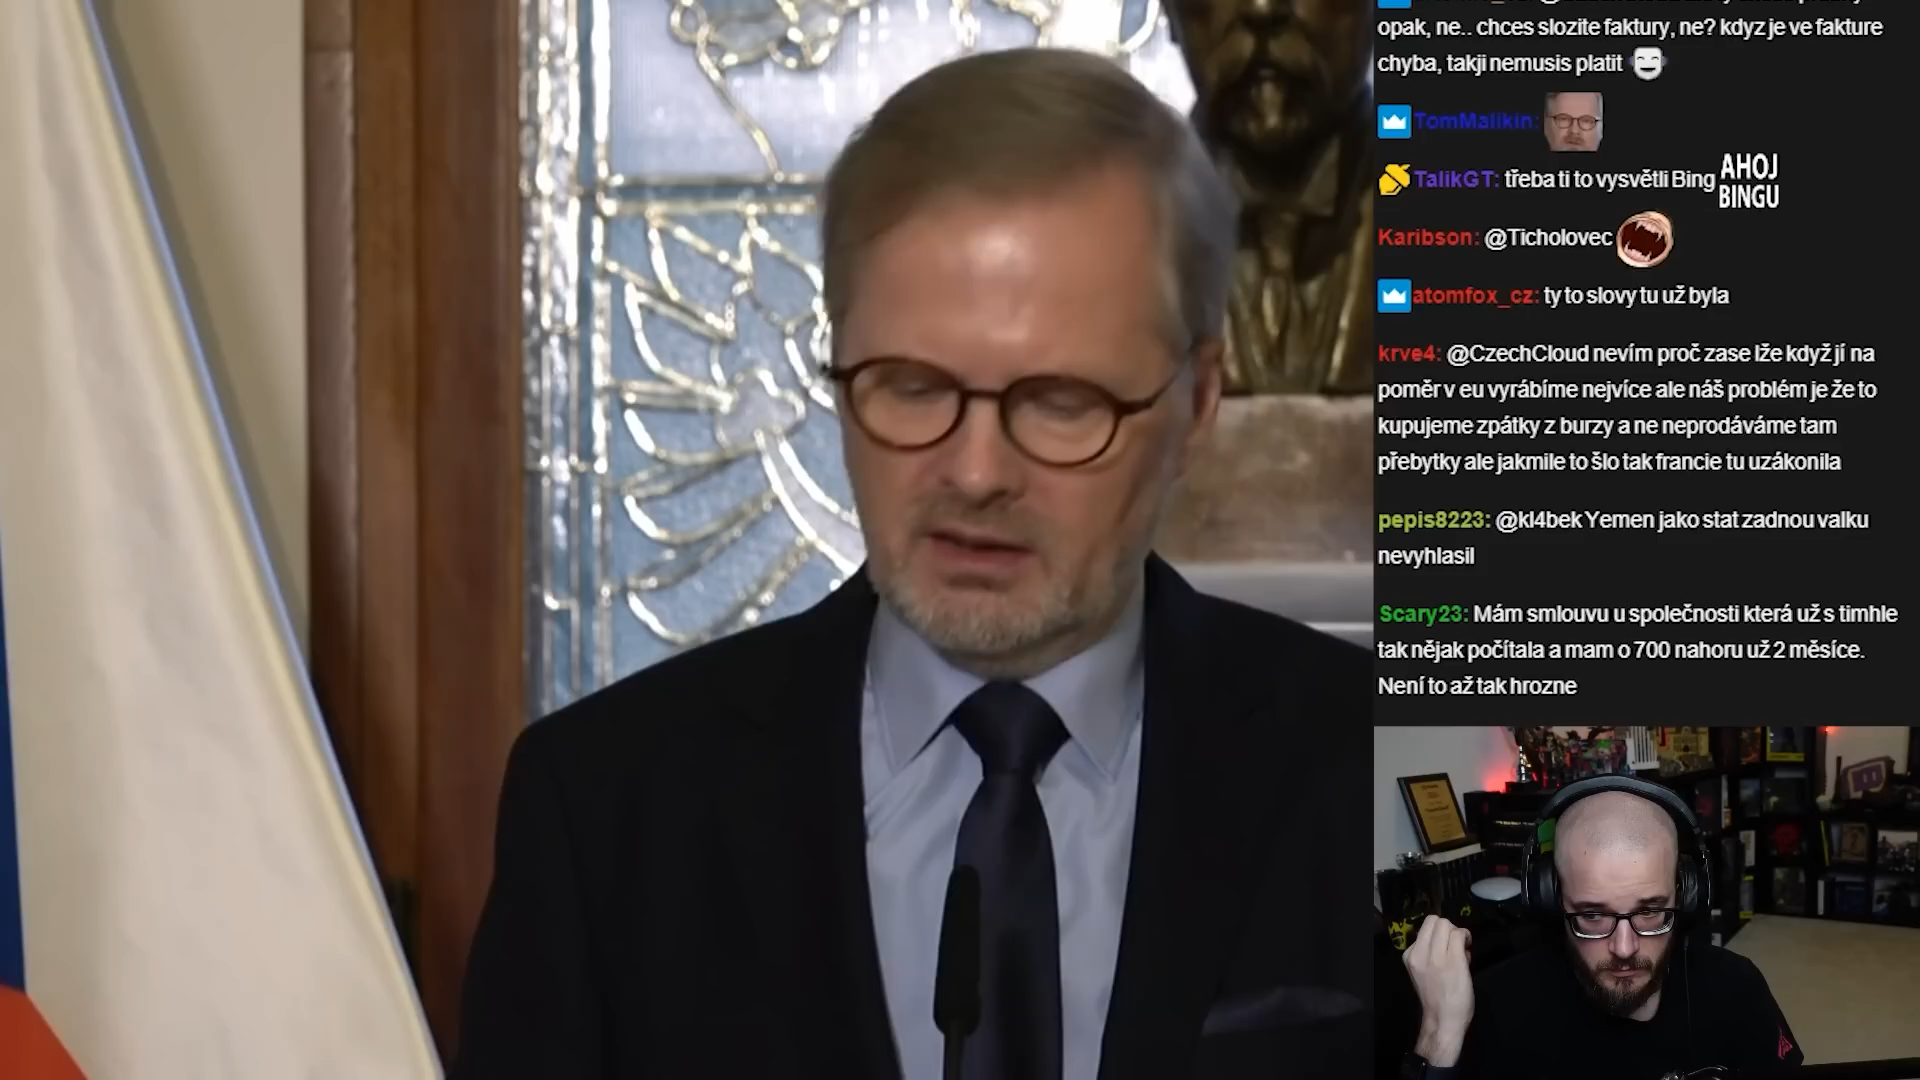 opak, ne.. chces slozite faktury, ne? kdyz je ve fakture
chyba, takji nemusis platit
TomMalikin:
TalikGT: třeba ti to vysvětli Bing AHOJ BINGU
Karibson: @Ticholovec
atomfox_cz: ty to slovy tu už byla
krve4: @CzechCloud nevím proč zase lže když jí na
poměr v eu vyrábíme nejvíce ale náš problém je že to
kupujeme zpátky z burzy a ne neprodáváme tam
přebytky ale jakmile to šlo tak francie tu uzákonila
pepis8223: @kl4bek Yemen jako stat zadnou valku
nevyhlasil
Scary23: Mám smlouvu u společnosti která už s timhle
tak nějak počítala a mam o 700 nahoru už 2 měsíce.
Není to až tak hrozne